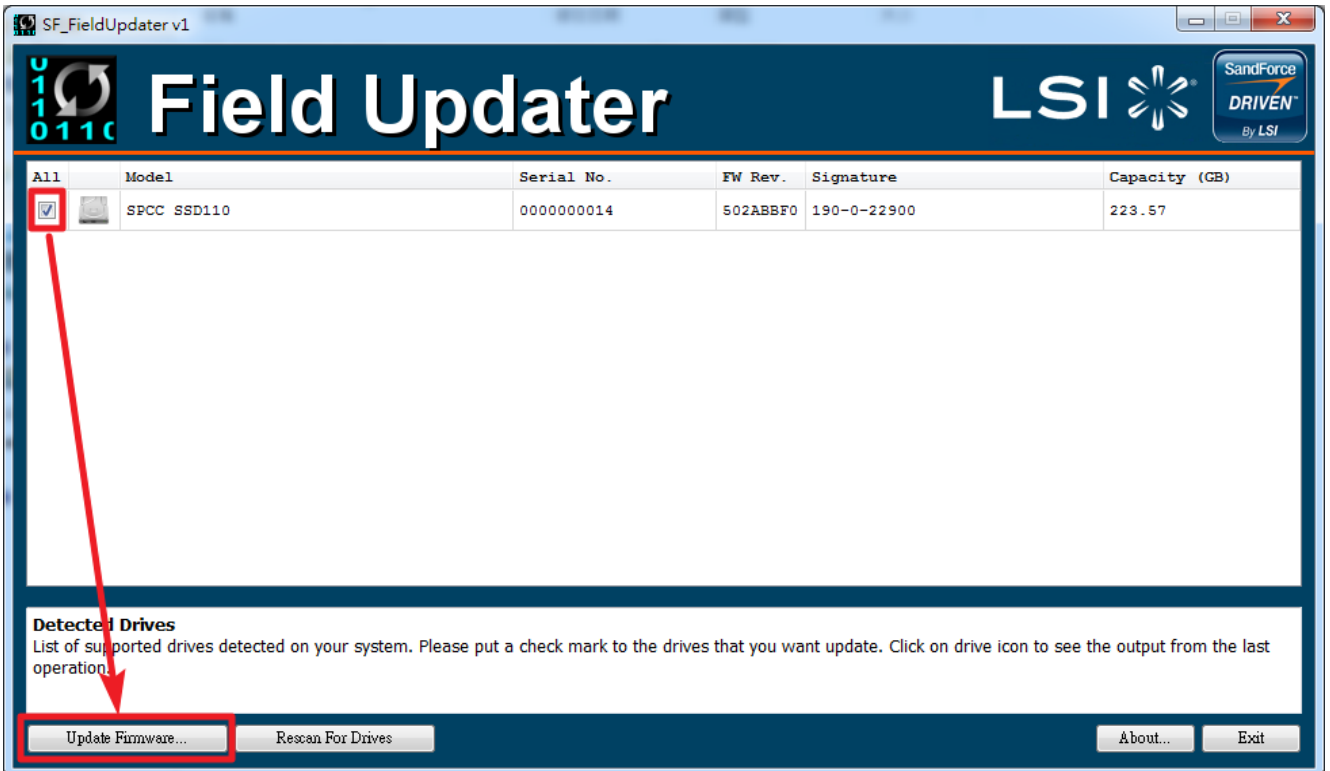 SF_FieldUpdater v1
Field Updater
LSI
SandForce
DRIVEN™
By LSI
0110
All Model Serial No. FW Rev. Signature Capacity (GB)
SPCC SSD110 0000000014 502ABBF0 190-0-22900 223.57
Detected Drives
List of supported drives detected on your system. Please put a check mark to the drives that you want update. Click on drive icon to see the output from the last
operation.
Update Firmware... Rescan For Drives About... Exit